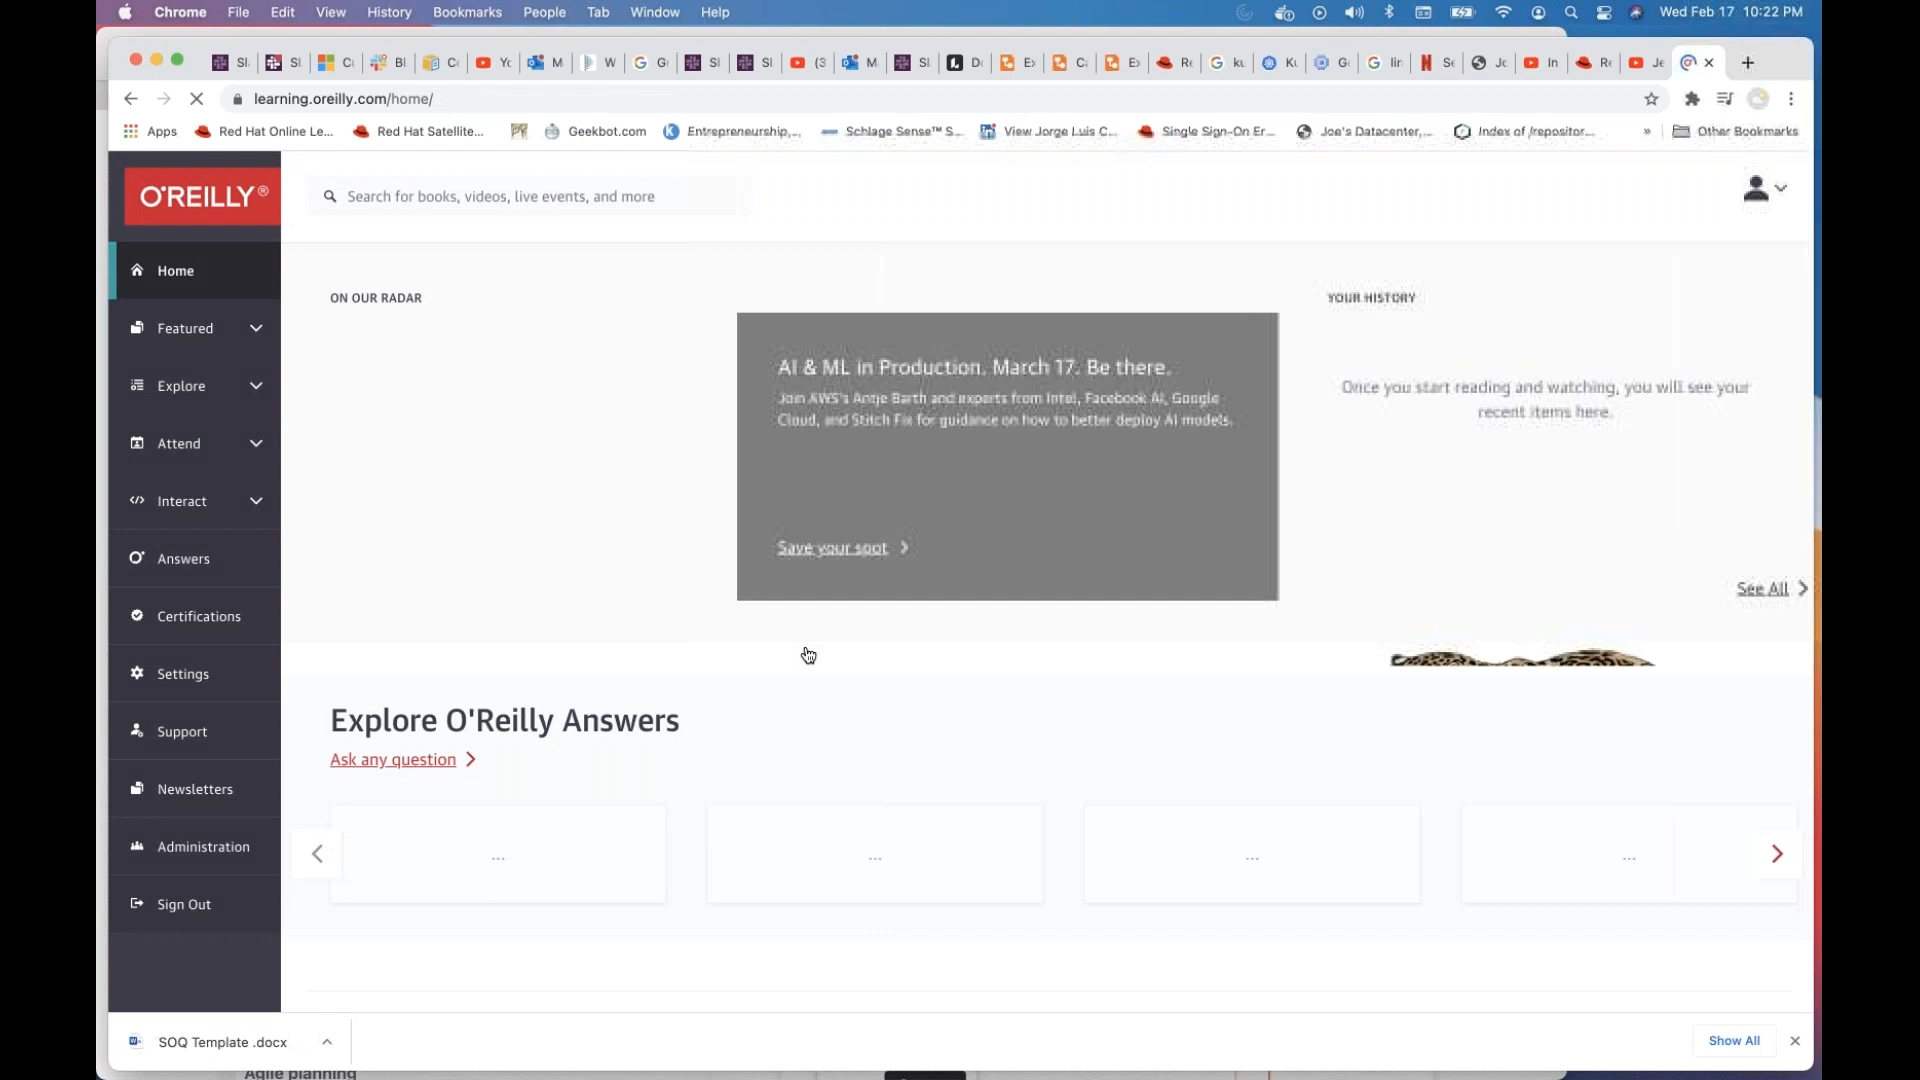 Chrome File Edit View History Bookmarks People Tab Window Help Wed Feb 17 10:22 PM
learning.oreilly.com/home/
Apps Red Hat Online Le... Red Hat Satellite... Geekbot.com Entrepreneurship,... Schlage Sense™ S... View Jorge Luis C... Single Sign-On Er... Joe's Datacenter,... Index of /repositor... » Other Bookmarks
O'REILLY®
Search for books, videos, live events, and more
Home
Featured
Explore
Attend
Interact
Answers
Certifications
Settings
Support
Newsletters
Administration
Sign Out
ON OUR RADAR
AI & ML in Production. March 17. Be there.
Join AWS's Antje Barth and experts from Intel, Facebook AI, Google
Cloud, and Stitch Fix for guidance on how to better deploy AI models.
Save your spot
YOUR HISTORY
Once you start reading and watching, you will see your
recent items here.
See All
Explore O'Reilly Answers
Ask any question
...
...
...
...
SOQ Template .docx
Show All
Agile planning